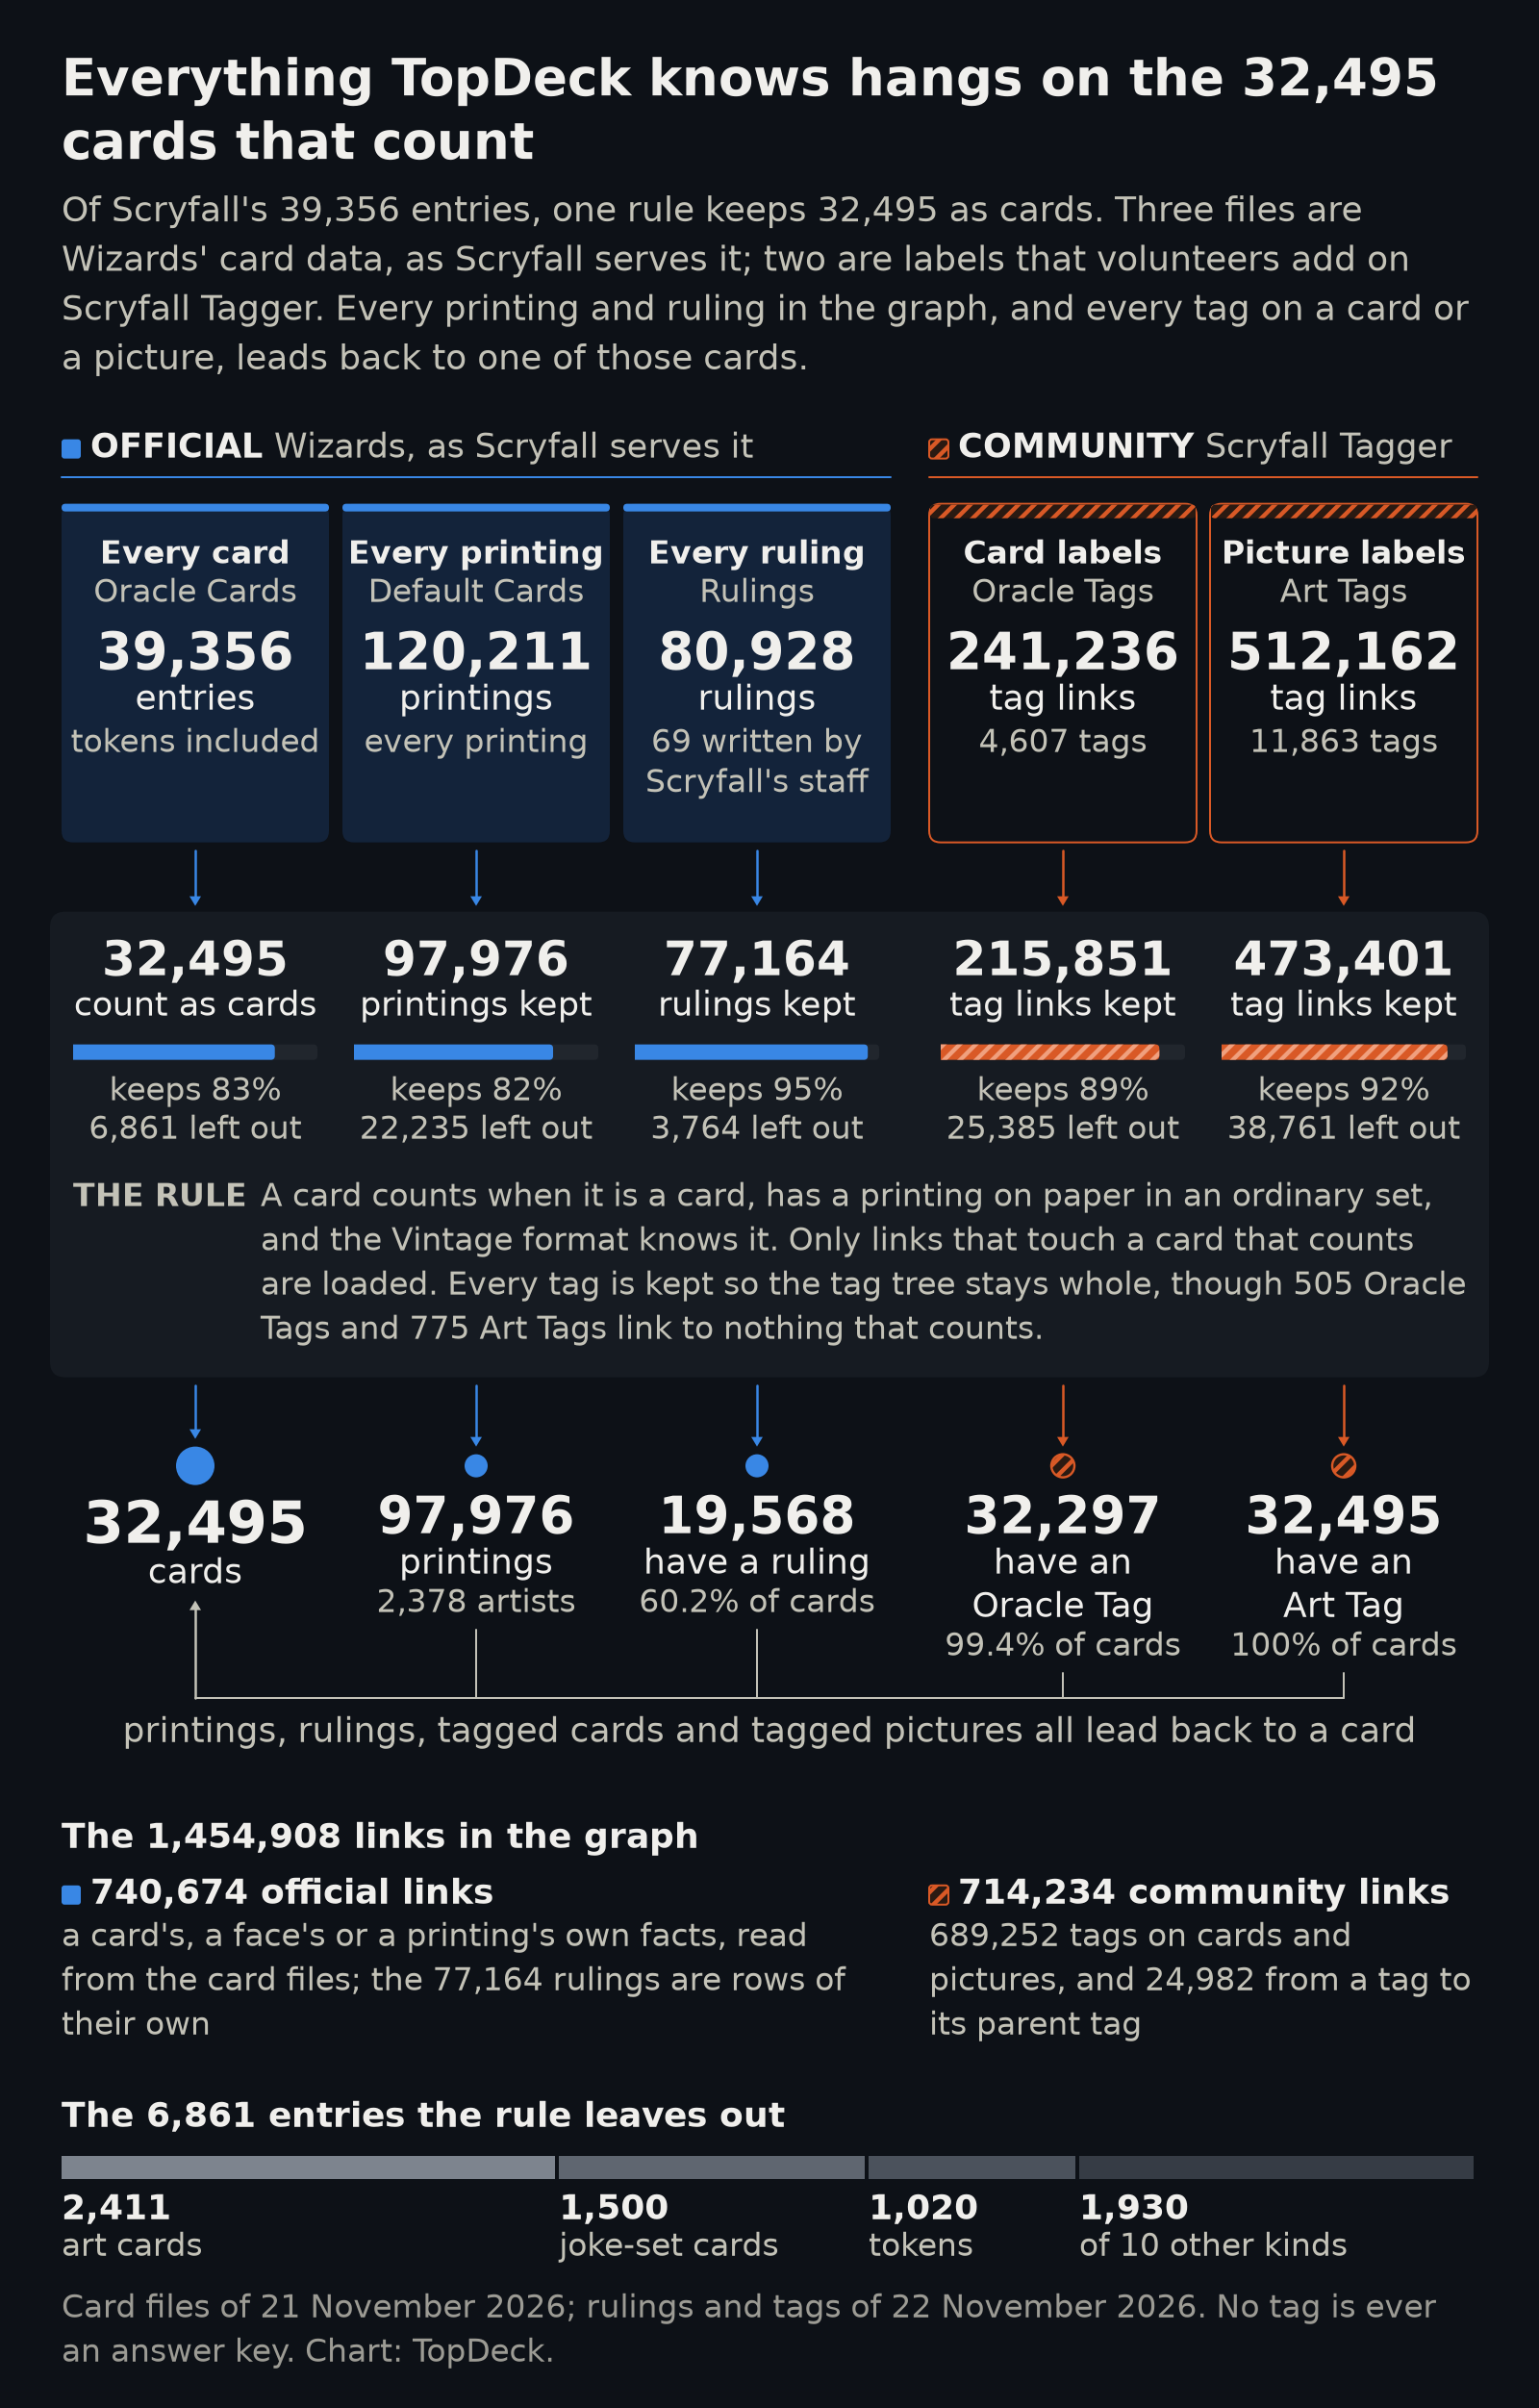 Everything TopDeck knows hangs on the 32,495
cards that count
Of Scryfall's 39,356 entries, one rule keeps 32,495 as cards. Three files are
Wizards' card data, as Scryfall serves it; two are labels that volunteers add on
Scryfall Tagger. Every printing and ruling in the graph, and every tag on a card or
a picture, leads back to one of those cards.
OFFICIAL Wizards, as Scryfall serves it
COMMUNITY Scryfall Tagger
Every card
Oracle Cards
39,356
entries
tokens included
Every printing
Default Cards
120,211
printings
every printing
Every ruling
Rulings
80,928
rulings
69 written by
Scryfall's staff
Card labels
Oracle Tags
241,236
tag links
4,607 tags
Picture labels
Art Tags
512,162
tag links
11,863 tags
32,495
count as cards
keeps 83%
6,861 left out
97,976
printings kept
keeps 82%
22,235 left out
77,164
rulings kept
keeps 95%
3,764 left out
215,851
tag links kept
keeps 89%
25,385 left out
473,401
tag links kept
keeps 92%
38,761 left out
THE RULE A card counts when it is a card, has a printing on paper in an ordinary set,
and the Vintage format knows it. Only links that touch a card that counts
are loaded. Every tag is kept so the tag tree stays whole, though 505 Oracle
Tags and 775 Art Tags link to nothing that counts.
32,495
cards
97,976
printings
2,378 artists
19,568
have a ruling
60.2% of cards
32,297
have an
Oracle Tag
99.4% of cards
32,495
have an
Art Tag
100% of cards
printings, rulings, tagged cards and tagged pictures all lead back to a card
The 1,454,908 links in the graph
740,674 official links
a card's, a face's or a printing's own facts, read
from the card files; the 77,164 rulings are rows of
their own
714,234 community links
689,252 tags on cards and
pictures, and 24,982 from a tag to
its parent tag
The 6,861 entries the rule leaves out
2,411
art cards
1,500
joke-set cards
1,020
tokens
1,930
of 10 other kinds
Card files of 21 November 2026; rulings and tags of 22 November 2026. No tag is ever
an answer key. Chart: TopDeck.